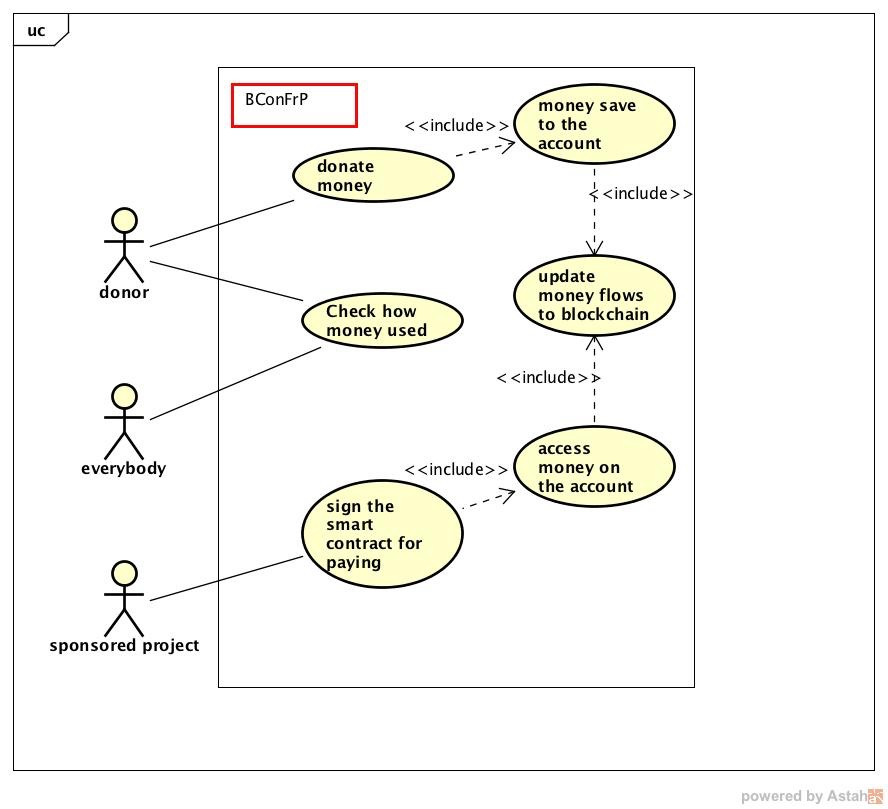 uc
BConFrP
<<include>>
money save
to the
account
donate
money
<<include>>
donor
update
money flows
to blockchain
Check how
money used
<<include>>
everybody
access
money on
the account
<<include>>
sign the
smart
contract for
paying
sponsored project
powered by Astah